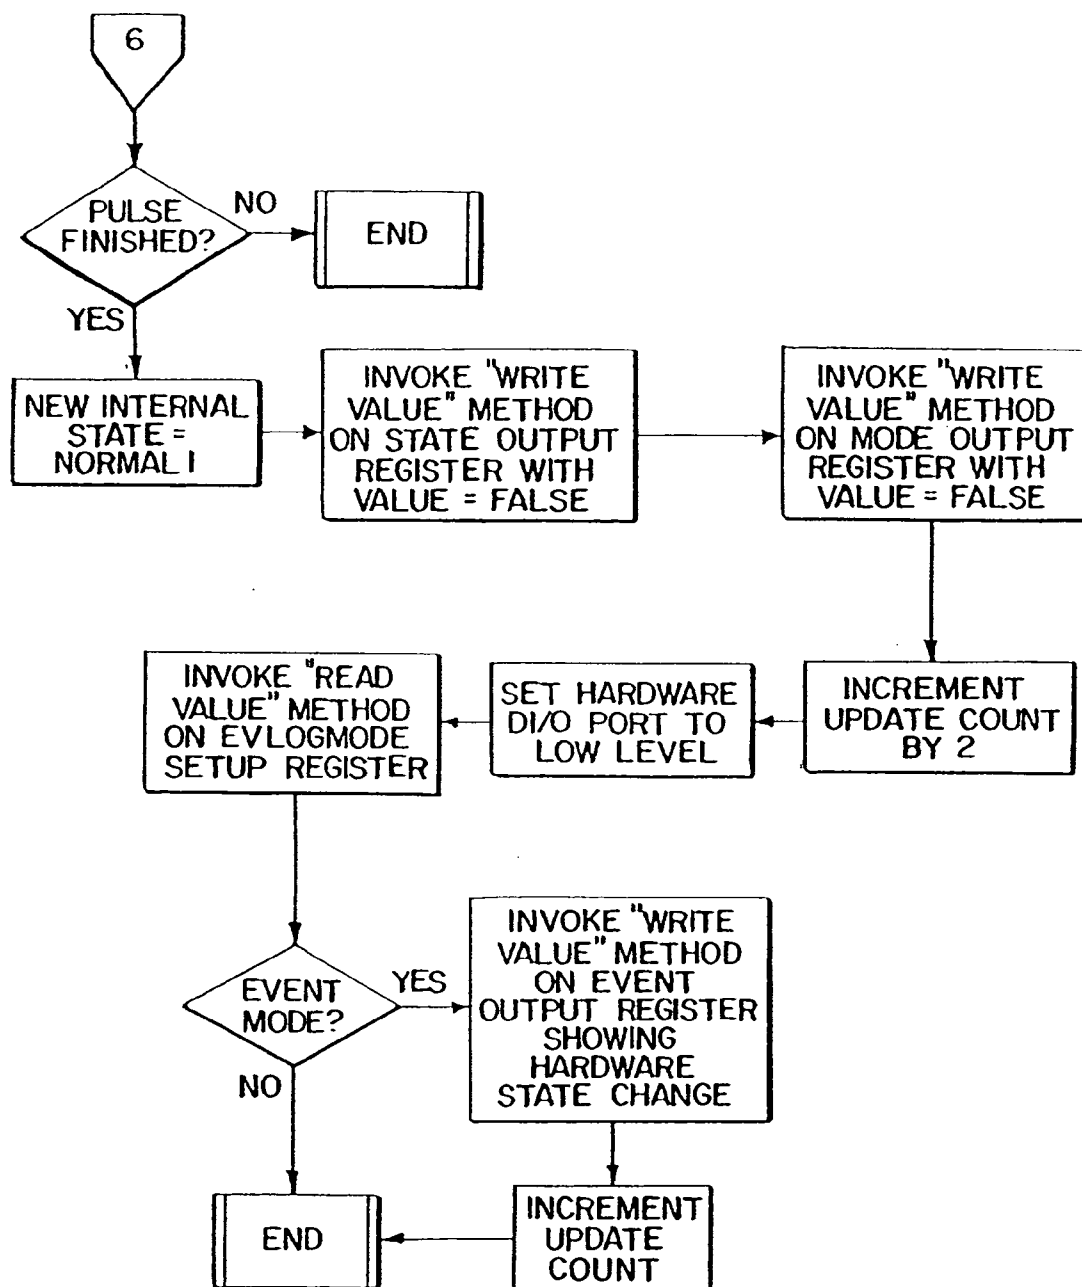 6
PULSE
FINISHED?
NO
END
YES
NEW INTERNAL
STATE =
NORMAL 1
INVOKE "WRITE
VALUE" METHOD
ON STATE OUTPUT
REGISTER WITH
VALUE = FALSE
INVOKE "WRITE
VALUE" METHOD
ON MODE OUTPUT
REGISTER WITH
VALUE = FALSE
INCREMENT
UPDATE COUNT
BY 2
SET HARDWARE
DI/O PORT TO
LOW LEVEL
INVOKE "READ
VALUE" METHOD
ON EVLOGMODE
SETUP REGISTER
EVENT
MODE?
YES
INVOKE "WRITE
VALUE" METHOD
ON EVENT
OUTPUT REGISTER
SHOWING
HARDWARE
STATE CHANGE
NO
INCREMENT
UPDATE
COUNT
END